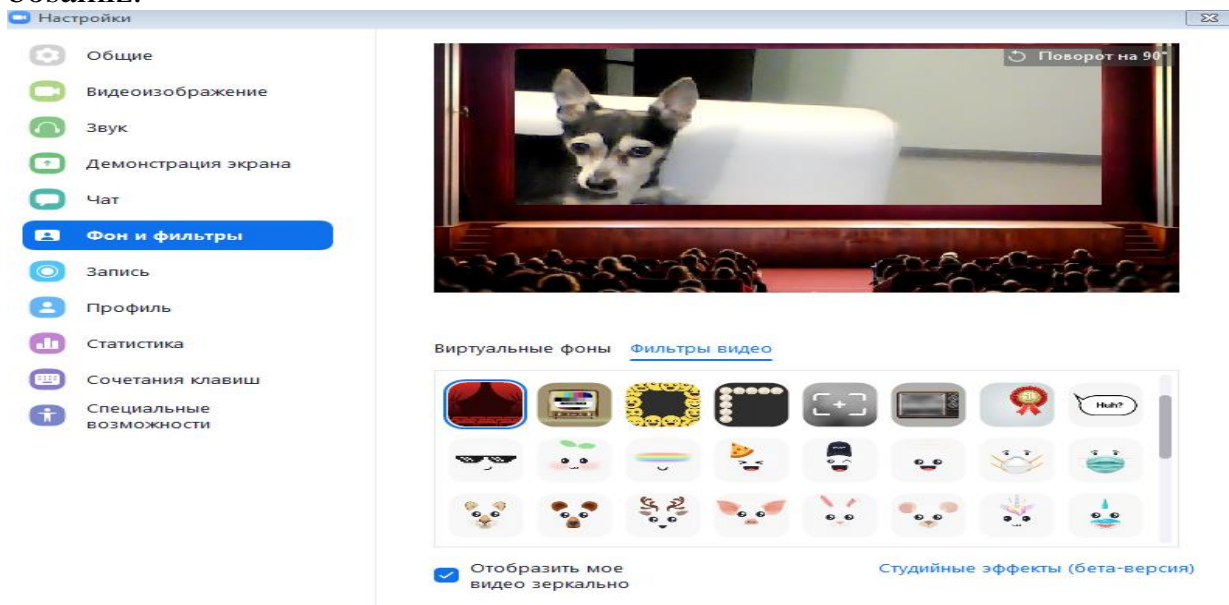 Настройки
Общие
Видеоизображение
Звук
Демонстрация экрана
Чат
Фон и фильтры
Запись
Профиль
Статистика
Сочетания клавиш
Специальные
возможности
Поворот на 90°
Виртуальные фоны Фильтры видео
Huh?
Отобразить мое
видео зеркально
Студийные эффекты (бета-версия)